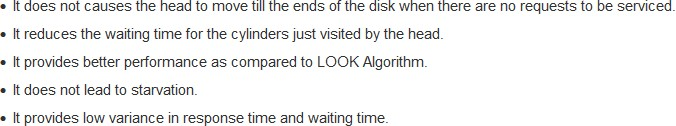 • It does not causes the head to move till the ends of the disk when there are no requests to be serviced.
• It reduces the waiting time for the cylinders just visited by the head.
• It provides better performance as compared to LOOK Algorithm.
• It does not lead to starvation.
• It provides low variance in response time and waiting time.